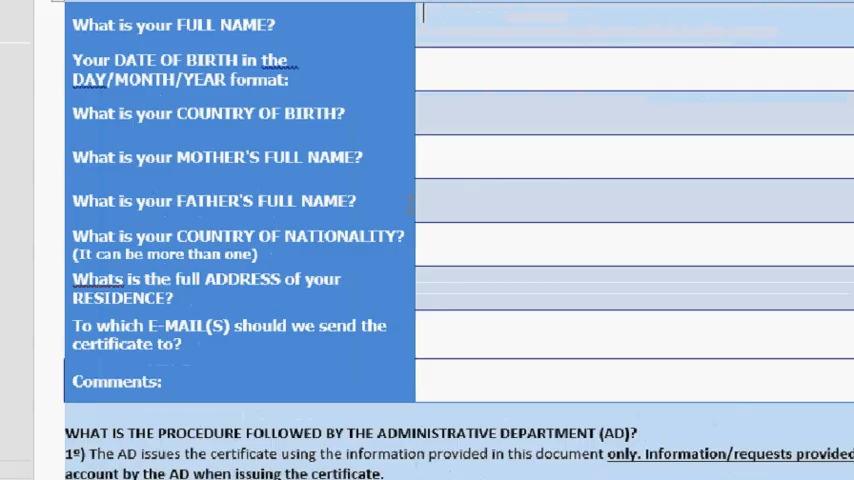 What is your FULL NAME?
Your DATE OF BIRTH in the
DAY/MONTH/YEAR format:
What is your COUNTRY OF BIRTH?
What is your MOTHER'S FULL NAME?
What is your FATHER'S FULL NAME?
What is your COUNTRY OF NATIONALITY?
(It can be more than one)
Whats is the full ADDRESS of your
RESIDENCE?
To which E-MAIL(S) should we send the
certificate to?
Comments:
WHAT IS THE PROCEDURE FOLLOWED BY THE ADMINISTRATIVE DEPARTMENT (AD)?
1º) The AD issues the certificate using the information provided in this document only. Information/requests provided
account by the AD when issuing the certificate.